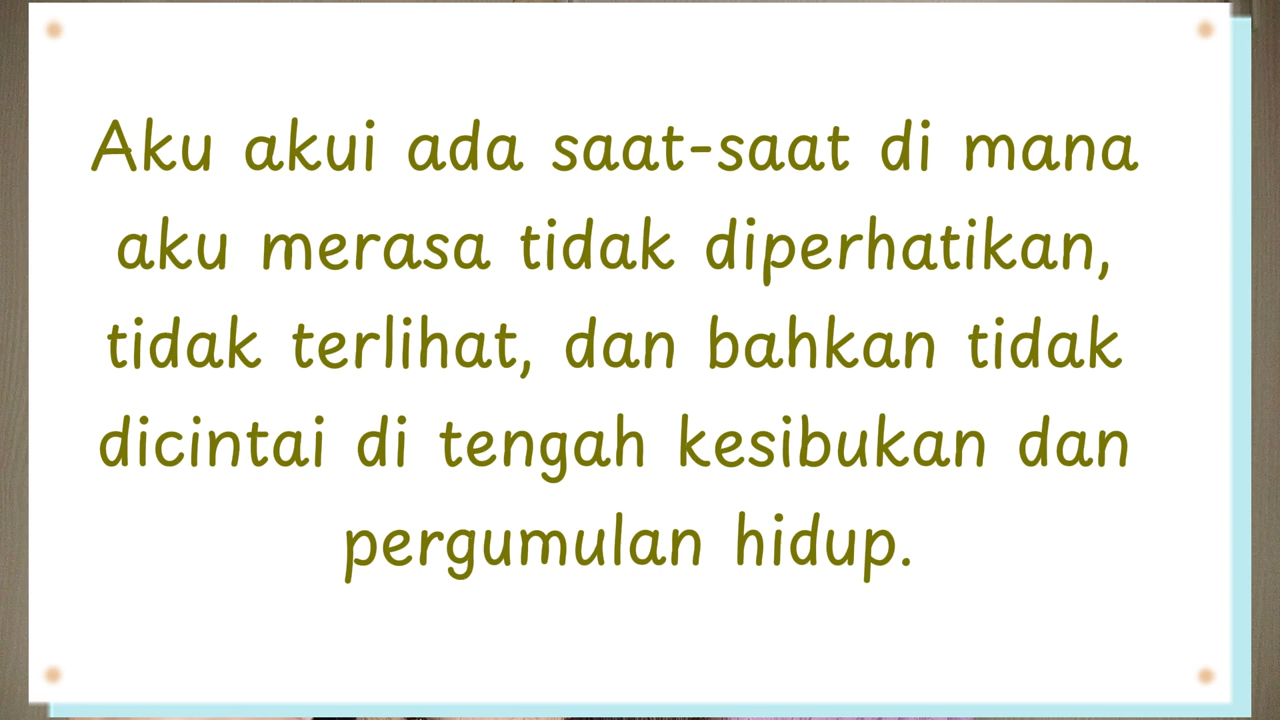 Aku akui ada saat-saat di mana
aku merasa tidak diperhatikan,
tidak terlihat, dan bahkan tidak
dicintai di tengah kesibukan dan
pergumulan hidup.